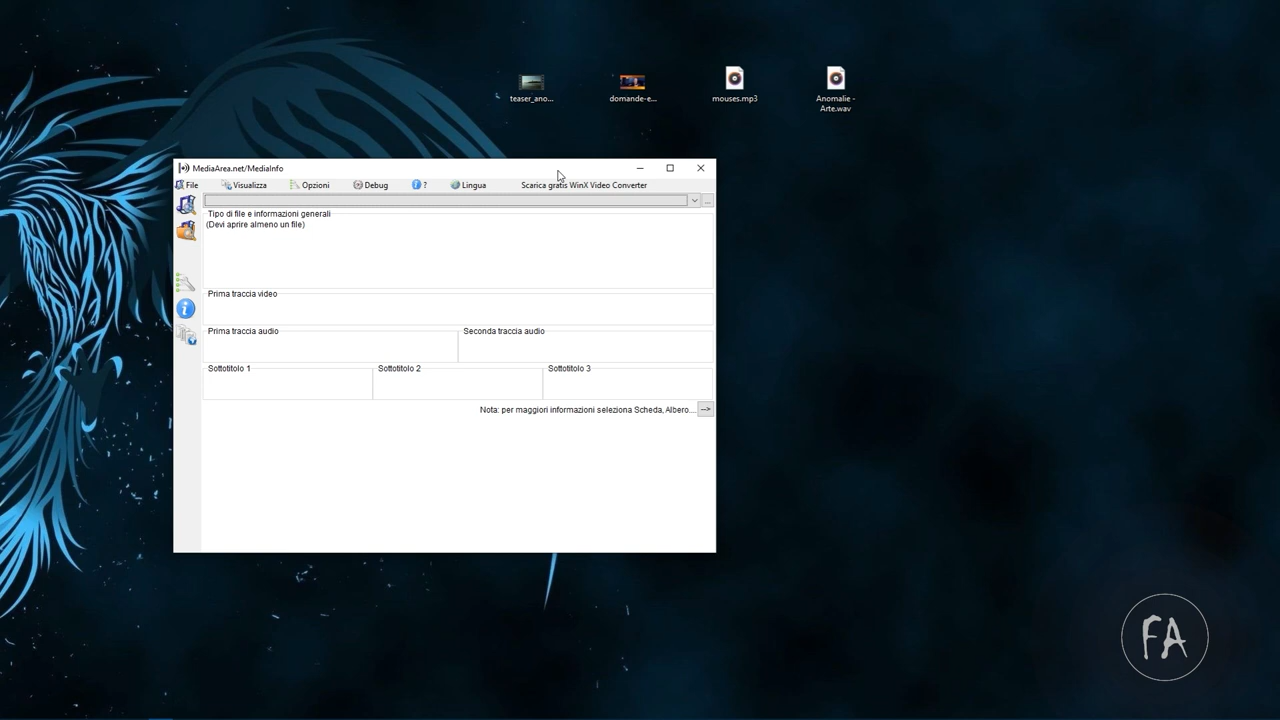 teaser_ano...
domande-e...
mouses.mp3
Anomalie -
Arte.wav
MediaArea.net/MediaInfo
File Visualizza Opzioni Debug ? Lingua Scarica gratis WinX Video Converter
...
Tipo di file e informazioni generali
(Devi aprire almeno un file)
Prima traccia video
Prima traccia audio Seconda traccia audio
Sottotitolo 1 Sottotitolo 2 Sottotitolo 3
Nota: per maggiori informazioni seleziona Scheda, Albero.... -->
FA